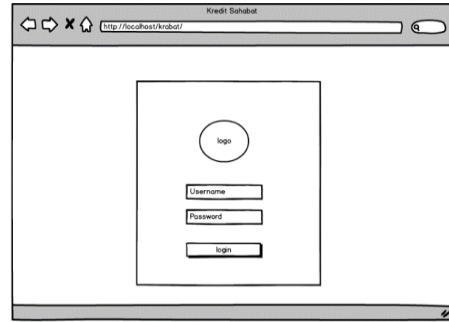 Kredit Sahabat
http://localhost/krabat/
logo
Username
Password
login